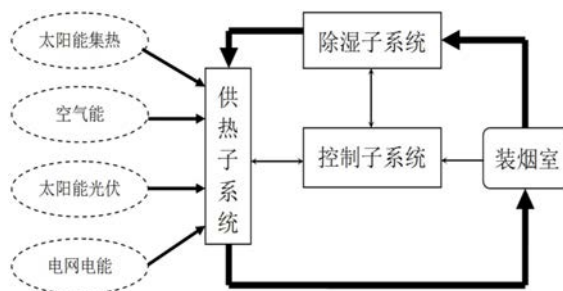 太阳能集热
空气能
太阳能光伏
电网电能
供热子系统
除湿子系统
控制子系统
装烟室